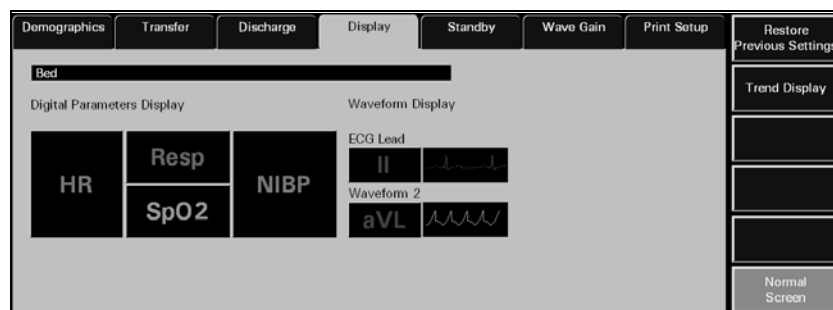 Demographics
Transfer
Discharge
Display
Standby
Wave Gain
Print Setup
Restore
Previous Settings
Bed
Trend Display
Digital Parameters Display
Waveform Display
ECG Lead
HR
Resp
SpO2
NIBP
II
Waveform 2
aVL
Normal
Screen